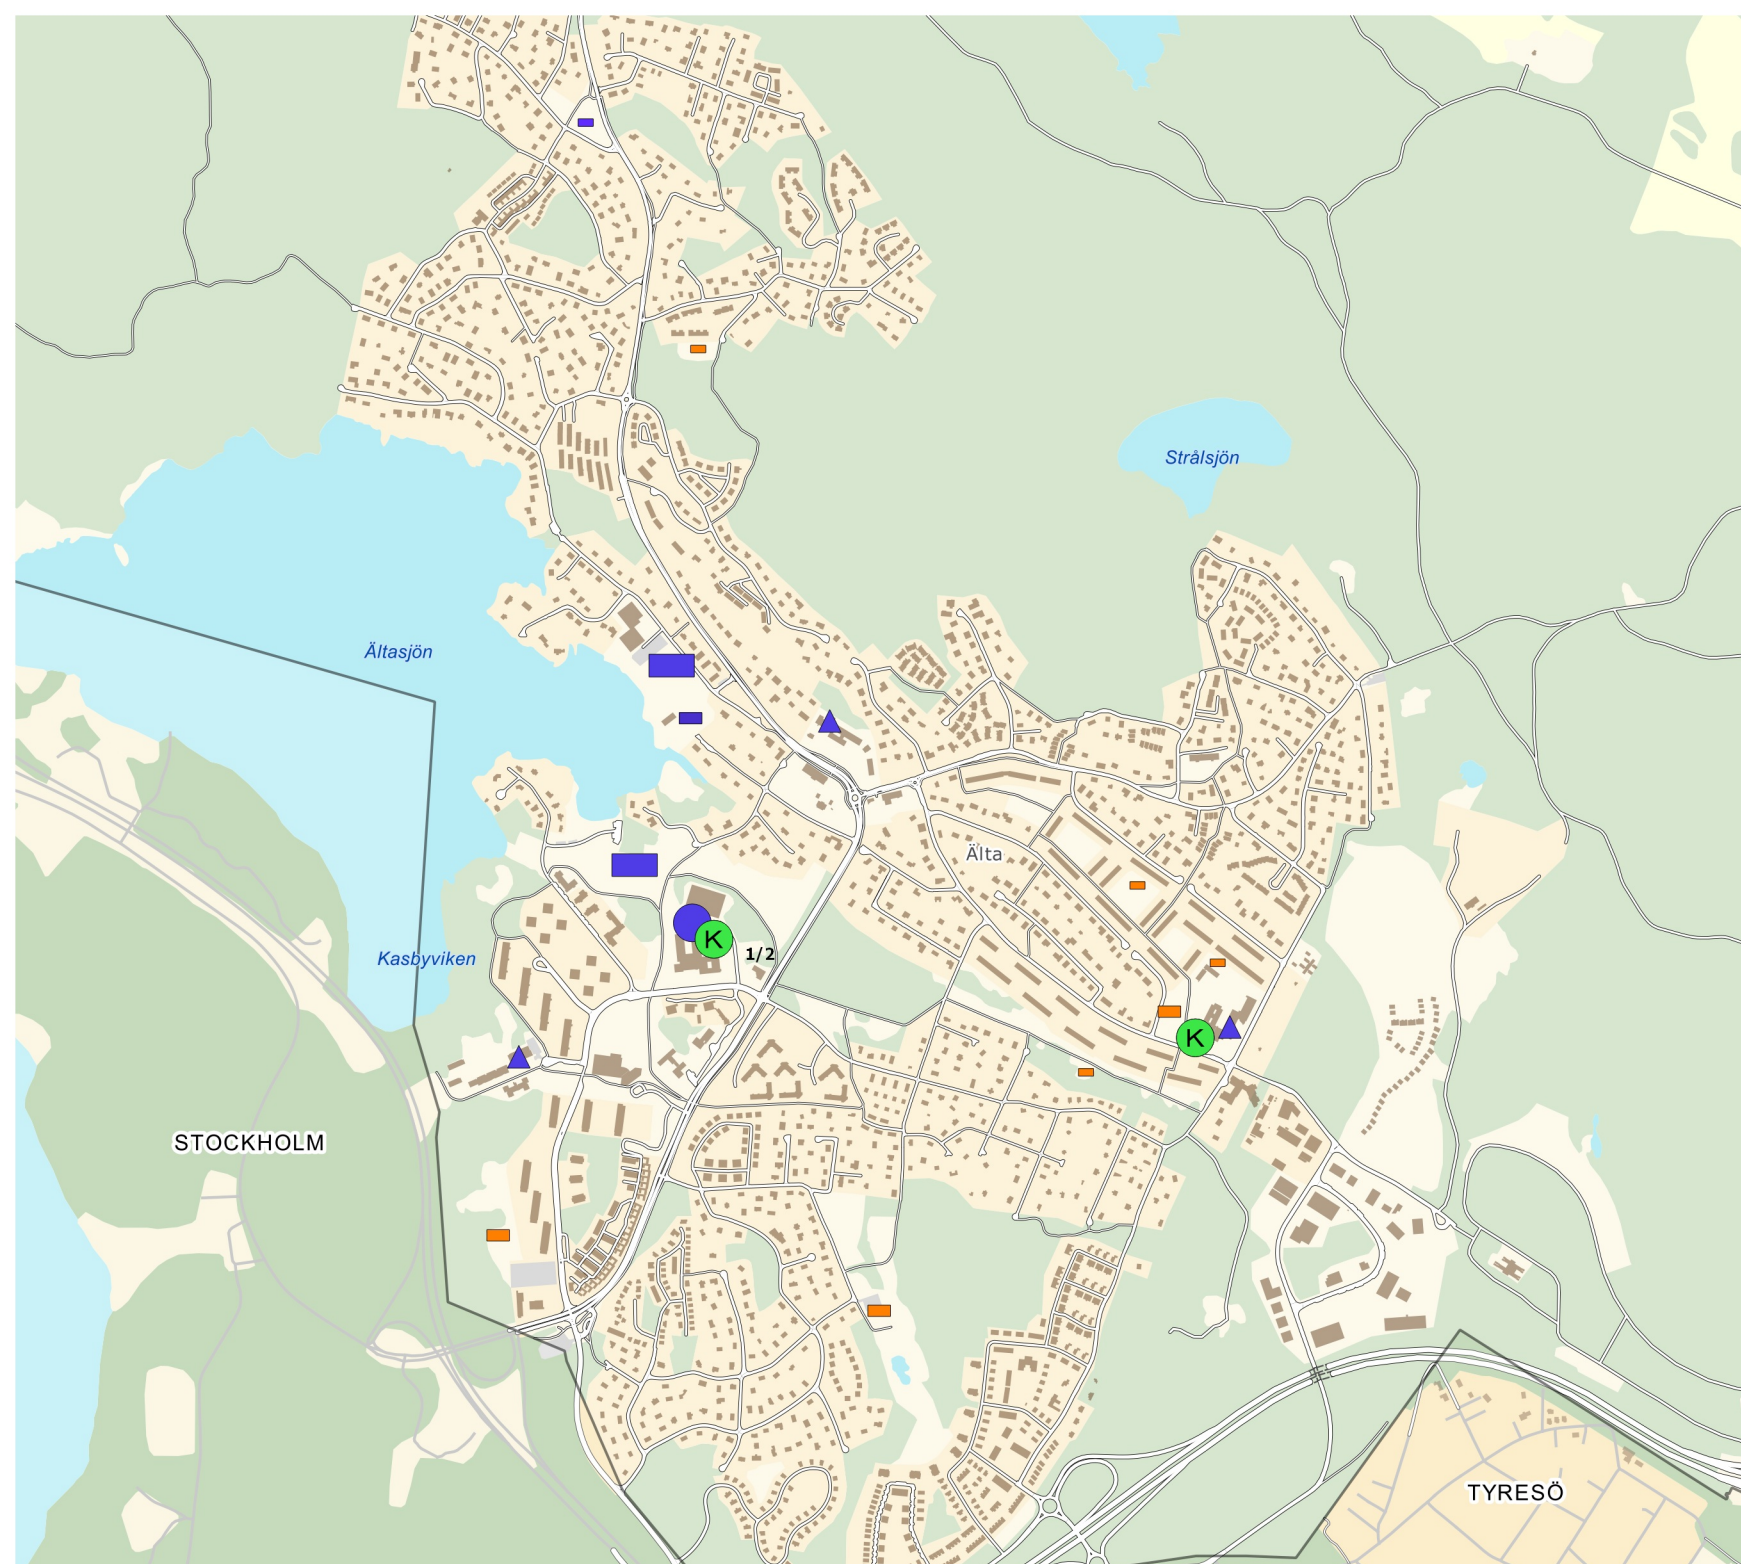 Strålsjön
Ältasjön
Älta
K
1/2
Kasbyviken
K
STOCKHOLM
TYRESÖ